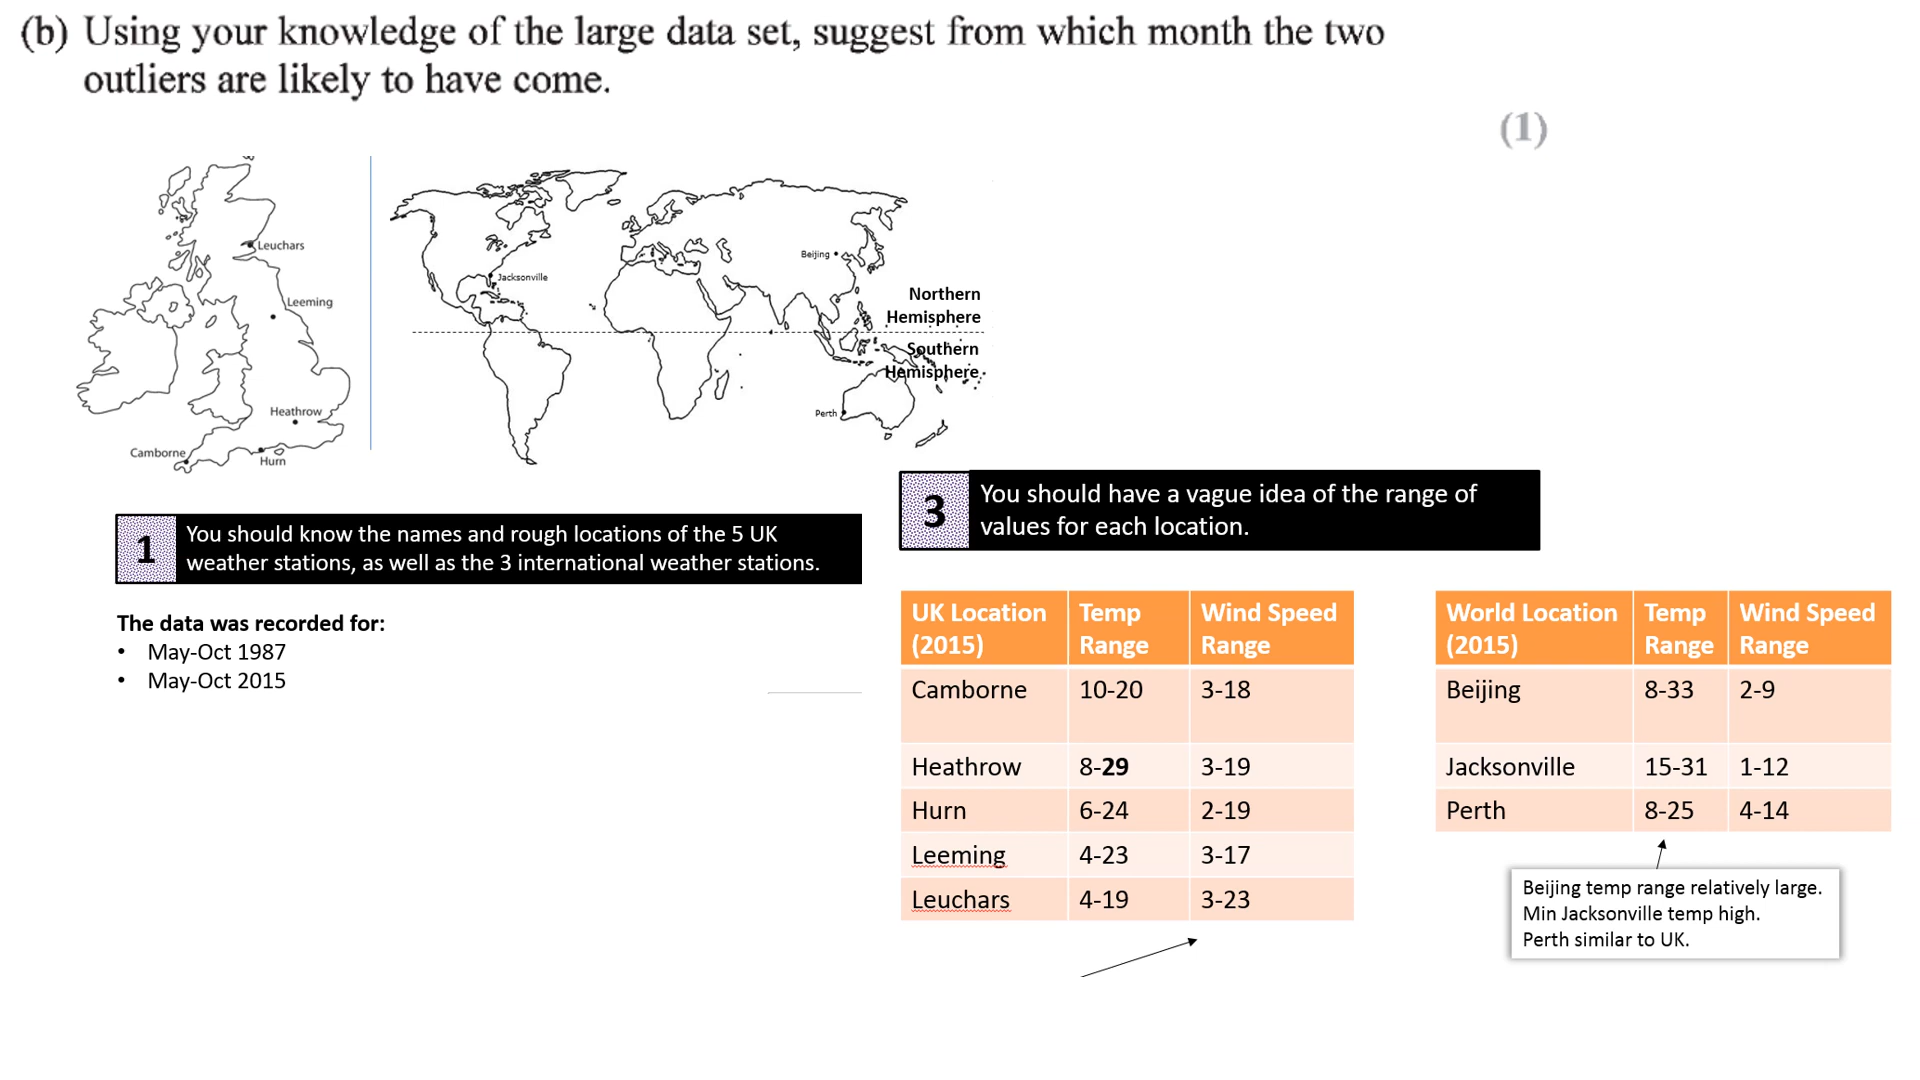 (b) Using your knowledge of the large data set, suggest from which month the two
outliers are likely to have come.
(1)
Leuchars
Leeming
Heathrow
Camborne
Hurn
Jacksonville
Beijing
Northern
Hemisphere
Southern
Hemisphere
Perth
1
You should know the names and rough locations of the 5 UK
weather stations, as well as the 3 international weather stations.
The data was recorded for:
• May-Oct 1987
• May-Oct 2015
3
You should have a vague idea of the range of
values for each location.
UK Location (2015) Temp Range Wind Speed Range
Camborne 10-20 3-18
Heathrow 8-29 3-19
Hurn 6-24 2-19
Leeming 4-23 3-17
Leuchars 4-19 3-23
World Location (2015) Temp Range Wind Speed Range
Beijing 8-33 2-9
Jacksonville 15-31 1-12
Perth 8-25 4-14
Beijing temp range relatively large.
Min Jacksonville temp high.
Perth similar to UK.